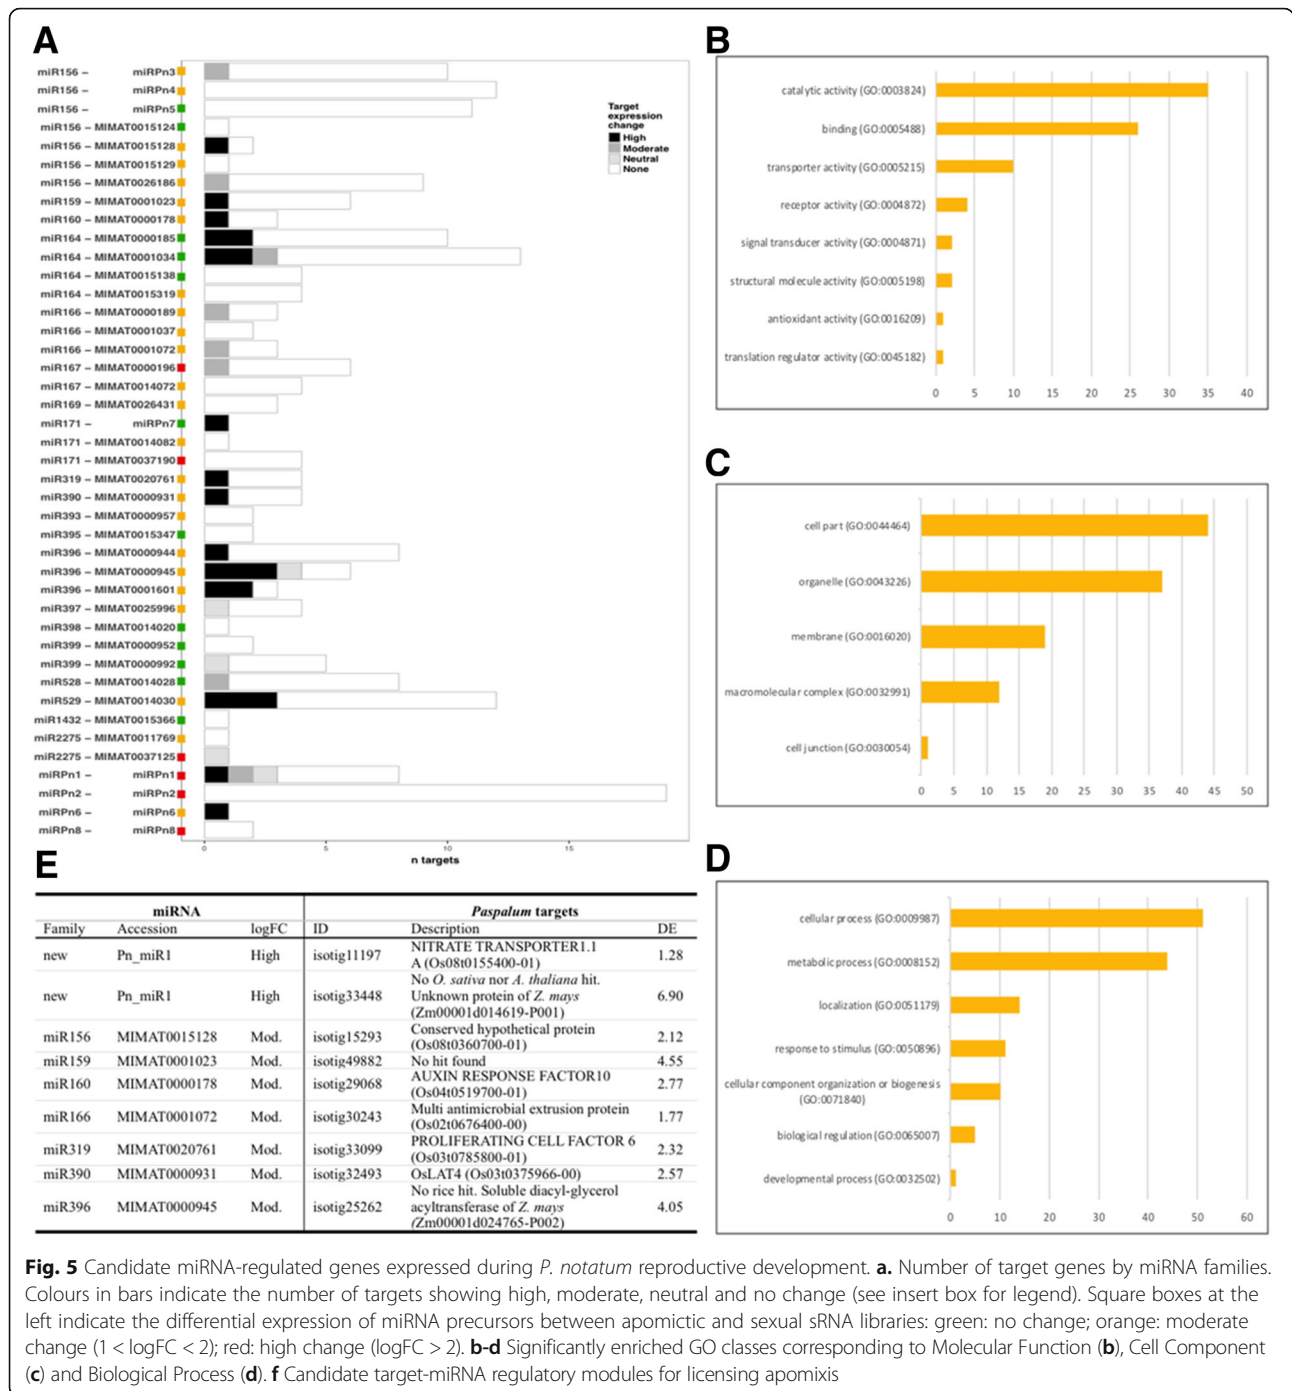 A
miR156 – miRPn3
miR156 – miRPn4
miR156 – miRPn5
miR156 – MIMAT0015124
miR156 – MIMAT0015128
miR156 – MIMAT0015129
miR156 – MIMAT0026186
miR159 – MIMAT0001023
miR160 – MIMAT0000178
miR164 – MIMAT0000185
miR164 – MIMAT0001034
miR164 – MIMAT0015138
miR164 – MIMAT0015319
miR166 – MIMAT0000189
miR166 – MIMAT0001037
miR166 – MIMAT0001072
miR167 – MIMAT0000196
miR167 – MIMAT0014072
miR169 – MIMAT0026431
miR171 – miRPn7
miR171 – MIMAT0014082
miR171 – MIMAT0037190
miR319 – MIMAT0020761
miR390 – MIMAT0000931
miR393 – MIMAT0000957
miR395 – MIMAT0015347
miR396 – MIMAT0000944
miR396 – MIMAT0000945
miR396 – MIMAT0001601
miR397 – MIMAT0025996
miR398 – MIMAT0014020
miR399 – MIMAT0000952
miR399 – MIMAT0000992
miR528 – MIMAT0014028
miR529 – MIMAT0014030
miR1432 – MIMAT0015366
miR2275 – MIMAT0011769
miR2275 – MIMAT0037125
miRPn1 – miRPn1
miRPn2 – miRPn2
miRPn6 – miRPn6
miRPn8 – miRPn8
Target
expression
change
High
Moderate
Neutral
None
0 5 10 15
n targets
B
catalytic activity (GO:0003824)
binding (GO:0005488)
transporter activity (GO:0005215)
receptor activity (GO:0004872)
signal transducer activity (GO:0004871)
structural molecule activity (GO:0005198)
antioxidant activity (GO:0016209)
translation regulator activity (GO:0045182)
0 5 10 15 20 25 30 35 40
C
cell part (GO:0044464)
organelle (GO:0043226)
membrane (GO:0016020)
macromolecular complex (GO:0032991)
cell junction (GO:0030054)
0 5 10 15 20 25 30 35 40 45 50
D
cellular process (GO:0009987)
metabolic process (GO:0008152)
localization (GO:0051179)
response to stimulus (GO:0050896)
cellular component organization or biogenesis
(GO:0071840)
biological regulation (GO:0065007)
developmental process (GO:0032502)
0 10 20 30 40 50 60
E
miRNA Paspalum targets
Family Accession logFC ID Description DE
new Pn_miR1 High isotig11197 NITRATE TRANSPORTER1.1 A (Os08t0155400-01) 1.28
new Pn_miR1 High isotig33448 No O. sativa nor A. thaliana hit. Unknown protein of Z. mays (Zm00001d014619-P001) 6.90
miR156 MIMAT0015128 Mod. isotig15293 Conserved hypothetical protein (Os08t0360700-01) 2.12
miR159 MIMAT0001023 Mod. isotig49882 No hit found 4.55
miR160 MIMAT0000178 Mod. isotig29068 AUXIN RESPONSE FACTOR10 (Os04t0519700-01) 2.77
miR166 MIMAT0001072 Mod. isotig30243 Multi antimicrobial extrusion protein (Os02t0676400-00) 1.77
miR319 MIMAT0020761 Mod. isotig33099 PROLIFERATING CELL FACTOR 6 (Os03t0785800-01) 2.32
miR390 MIMAT0000931 Mod. isotig32493 OsLAT4 (Os03t0375966-00) 2.57
miR396 MIMAT0000945 Mod. isotig25262 No rice hit. Soluble diacyl-glycerol acyltransferase of Z. mays (Zm00001d024765-P002) 4.05
Fig. 5 Candidate miRNA-regulated genes expressed during P. notatum reproductive development. a. Number of target genes by miRNA families.
Colours in bars indicate the number of targets showing high, moderate, neutral and no change (see insert box for legend). Square boxes at the
left indicate the differential expression of miRNA precursors between apomictic and sexual sRNA libraries: green: no change; orange: moderate
change (1 < logFC < 2); red: high change (logFC > 2). b-d Significantly enriched GO classes corresponding to Molecular Function (b), Cell Component
(c) and Biological Process (d). f Candidate target-miRNA regulatory modules for licensing apomixis